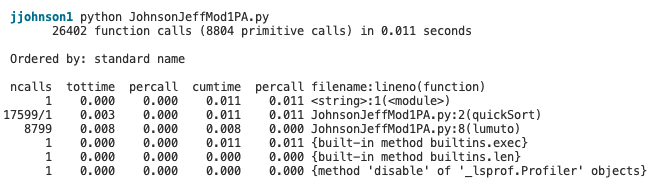 jjohnson1 python JohnsonJeffMod1PA.py
26402 function calls (8804 primitive calls) in 0.011 seconds
Ordered by: standard name
ncalls tottime percall cumtime percall filename:lineno(function)
1 0.000 0.000 0.011 0.011 <string>:1(<module>)
17599/1 0.003 0.000 0.011 0.011 JohnsonJeffMod1PA.py:2(quickSort)
8799 0.008 0.000 0.008 0.000 JohnsonJeffMod1PA.py:8(lumuto)
1 0.000 0.000 0.011 0.011 {built-in method builtins.exec}
1 0.000 0.000 0.000 0.000 {built-in method builtins.len}
1 0.000 0.000 0.000 0.000 {method 'disable' of '_lsprof.Profiler' objects}